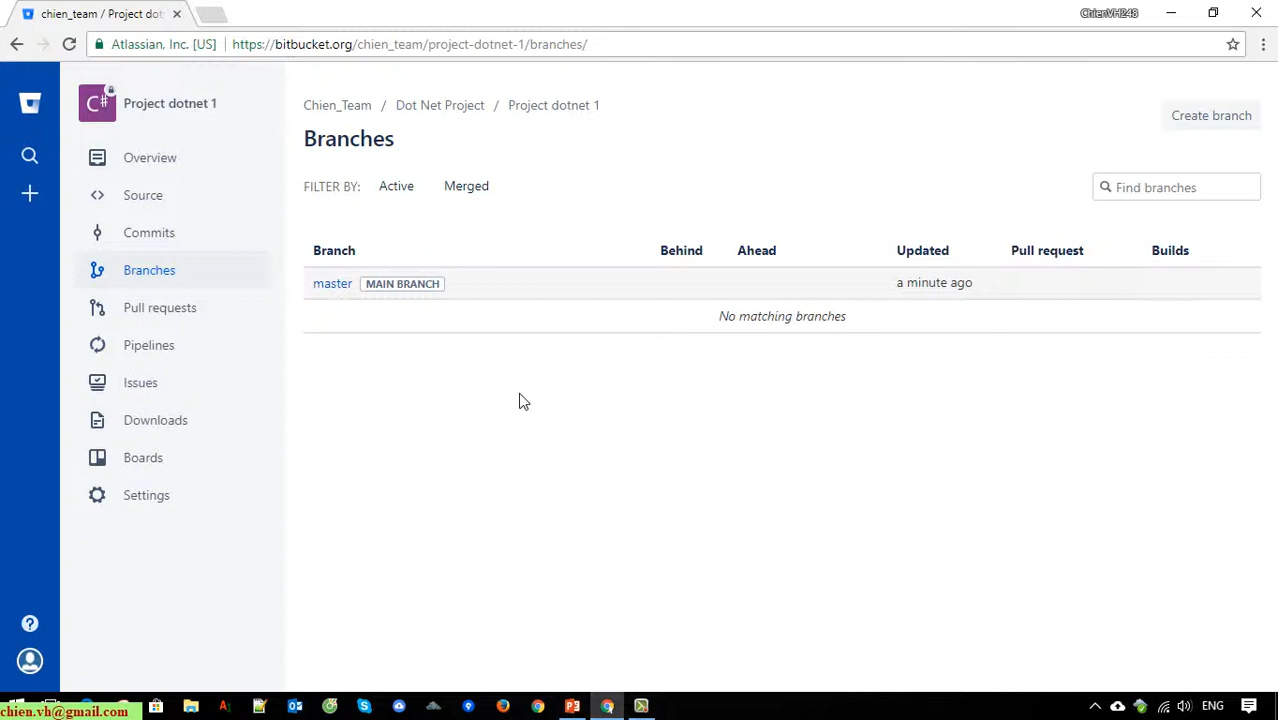 chien_team / Project dot
ChienVH248
Atlassian, Inc. [US]
https://bitbucket.org/chien_team/project-dotnet-1/branches/
C#
Project dotnet 1
Overview
Source
Commits
Branches
Pull requests
Pipelines
Issues
Downloads
Boards
Settings
Chien_Team / Dot Net Project / Project dotnet 1
Create branch
Branches
FILTER BY: Active Merged
Find branches
Branch Behind Ahead Updated Pull request Builds
master MAIN BRANCH a minute ago
No matching branches
ENG
chien.vh@gmail.com